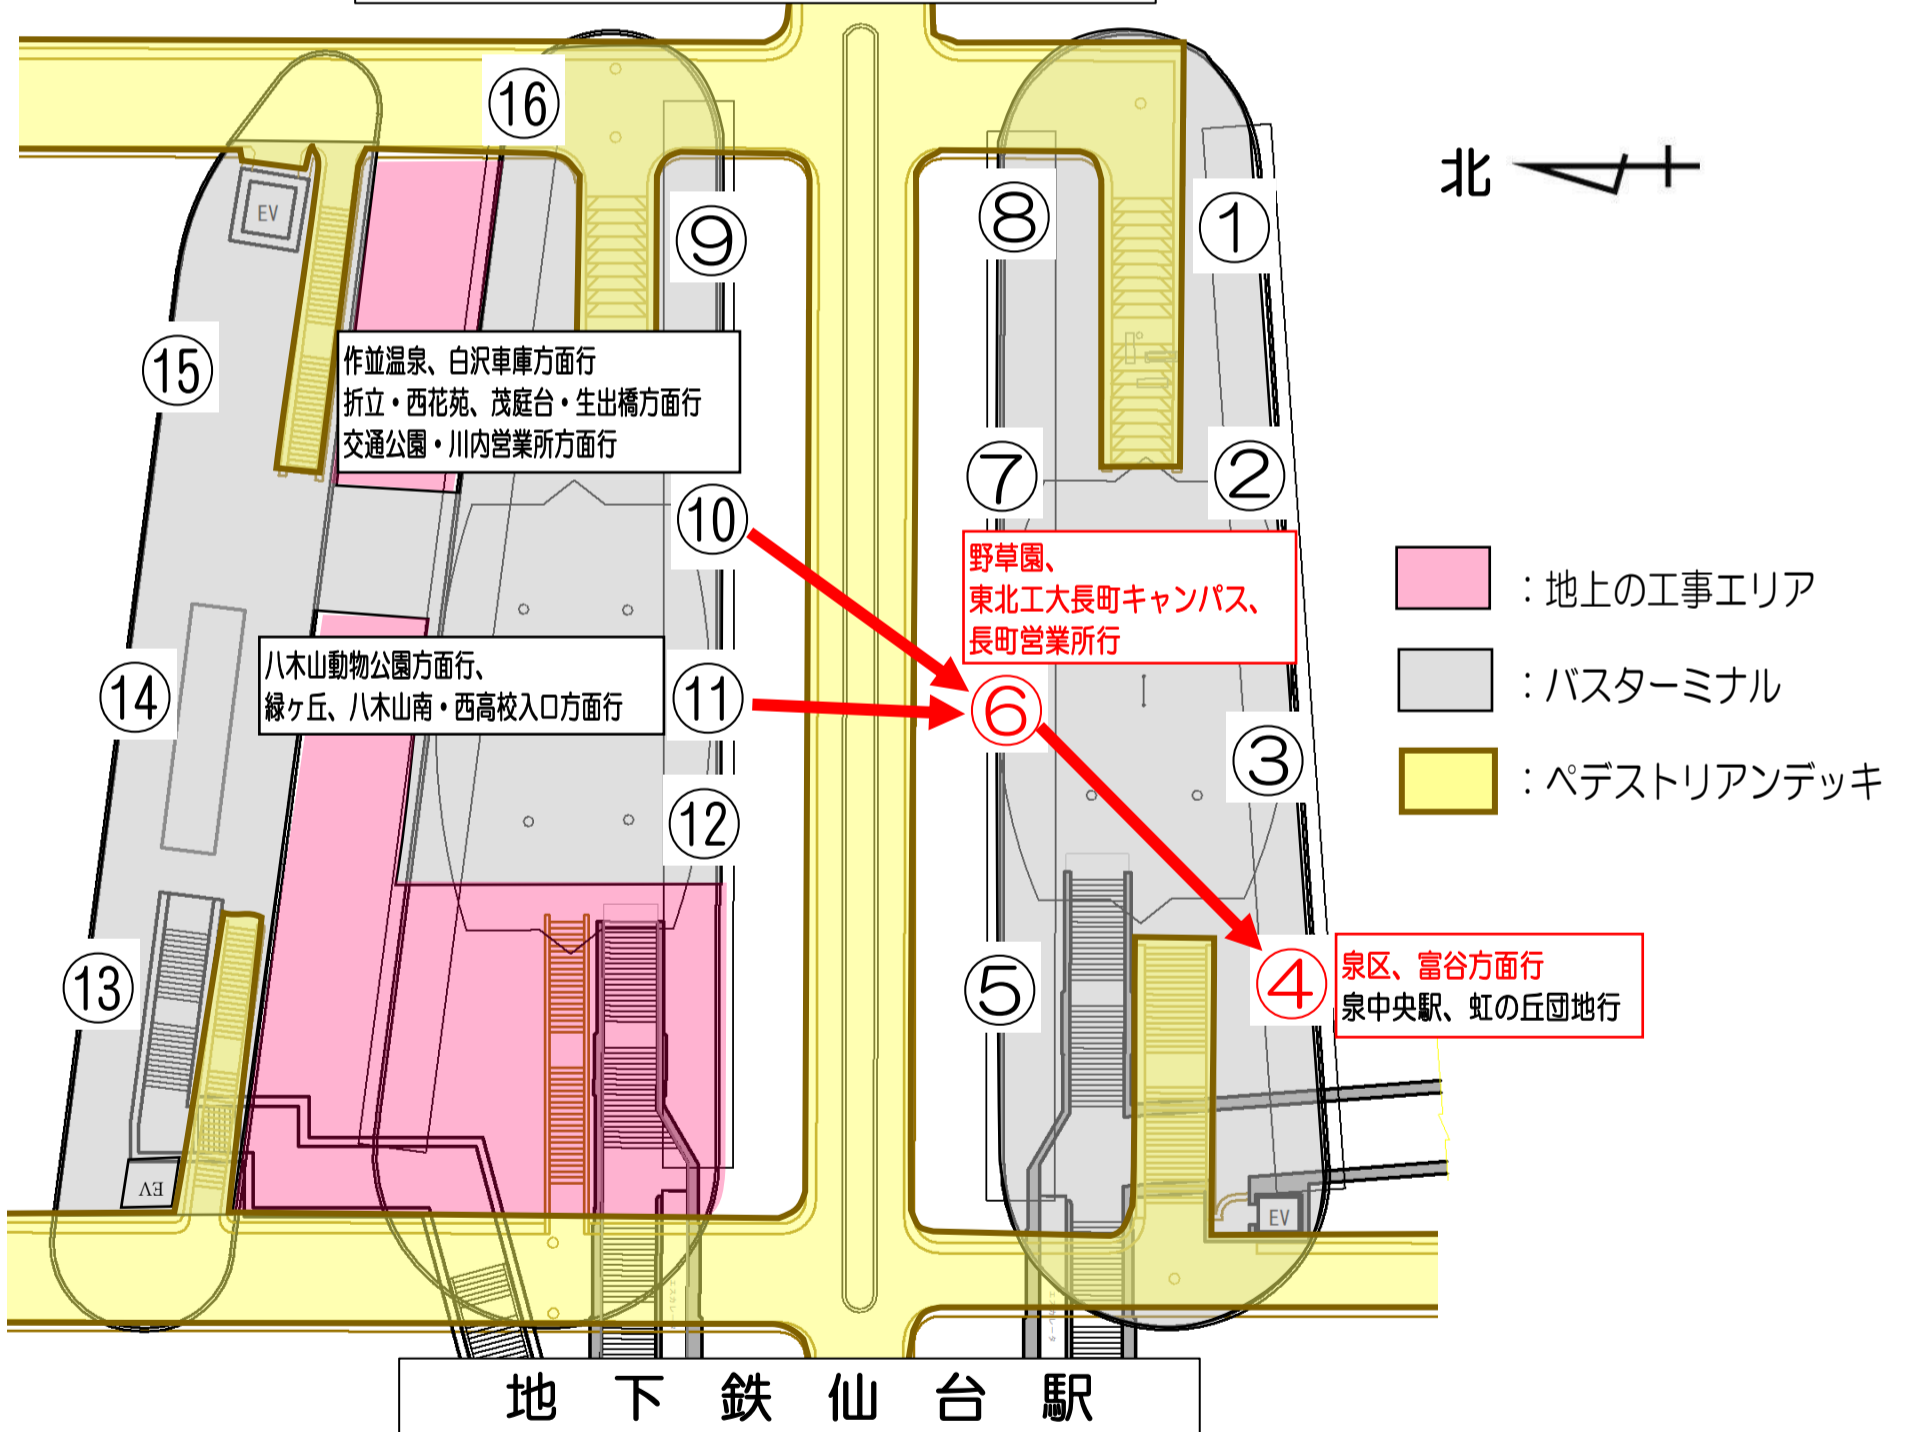 ⑯
北
EV
⑨
⑧
①
⑮
作並温泉、白沢車庫方面行
折立・西花苑、茂庭台・生出橋方面行
交通公園・川内営業所方面行
⑩
⑦
②
野草園、
東北工大長町キャンパス、
長町営業所行
：地上の工事エリア
：バスターミナル
：ペデストリアンデッキ
⑭
八木山動物公園方面行、
緑ヶ丘、八木山南・西高校入口方面行
⑪
⑥
③
⑫
⑬
⑤
④
泉区、富谷方面行
泉中央駅、虹の丘団地行
EV
EV
エスカレータ
地下鉄仙台駅